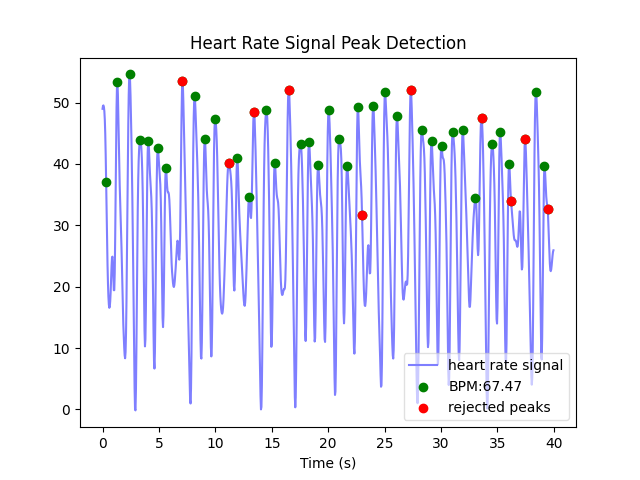 Heart Rate Signal Peak Detection
50
40
30
20
10
0
0 5 10 15 20 25 30 35 40
Time (s)
heart rate signal
BPM:67.47
rejected peaks